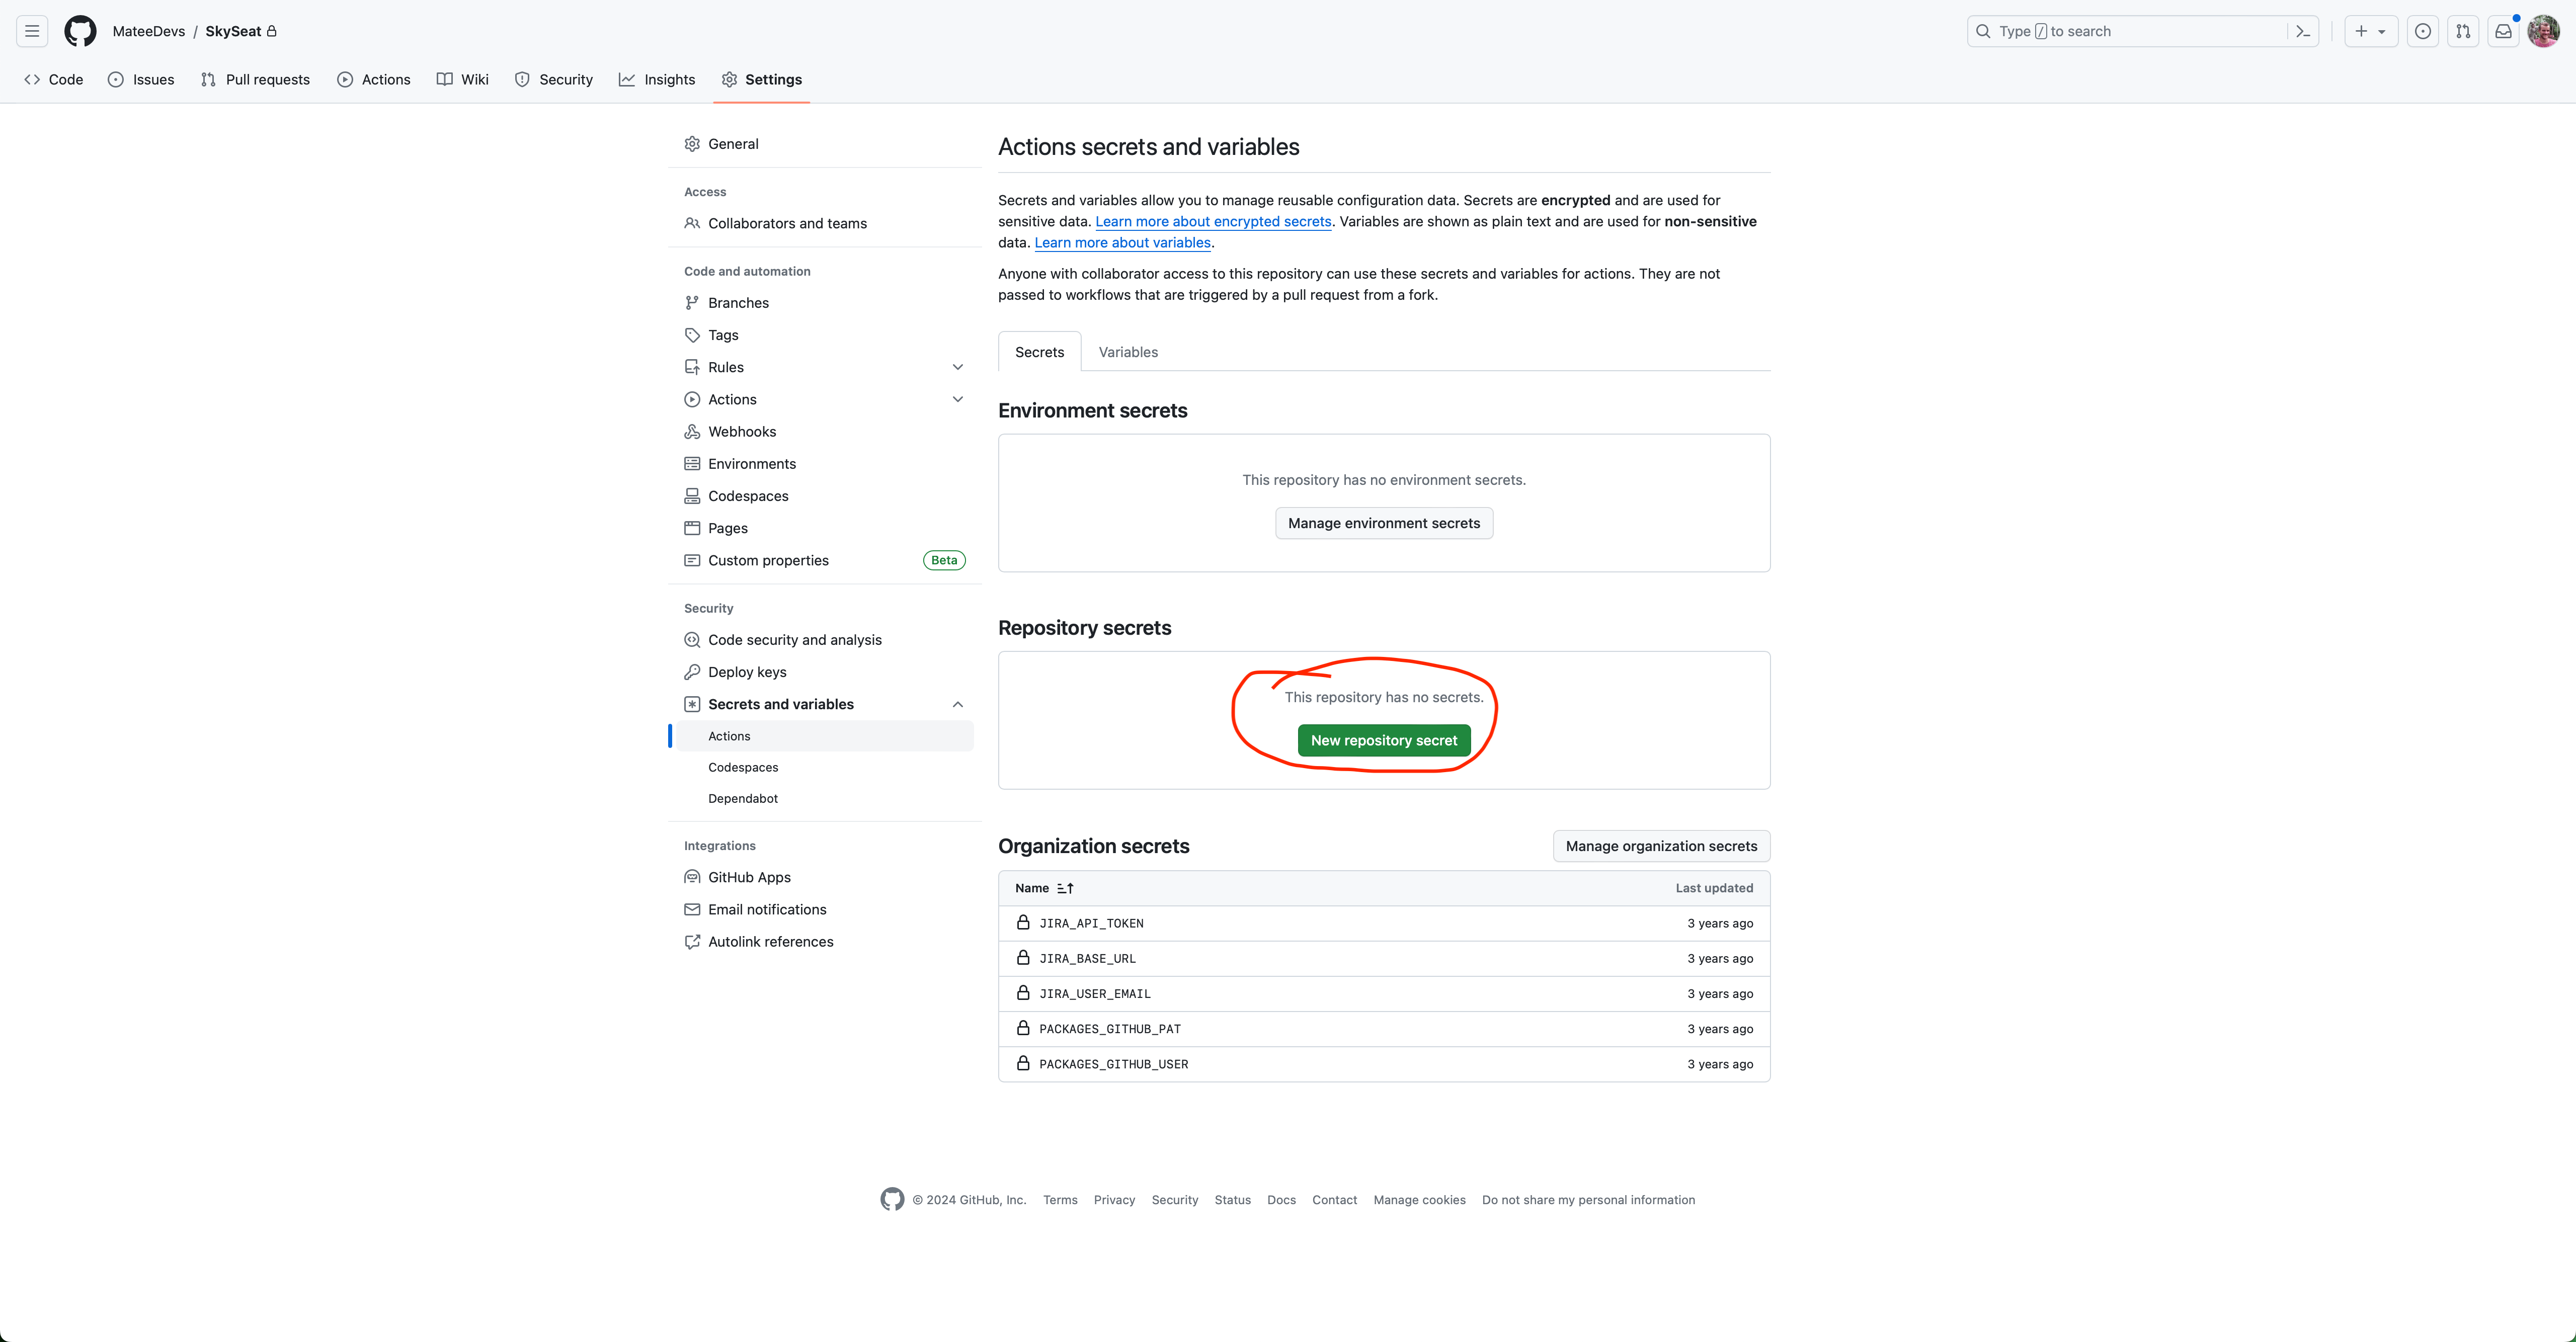 MateeDevs / SkySeat
Type / to search
Code
Issues
Pull requests
Actions
Wiki
Security
Insights
Settings
General
Access
Collaborators and teams
Code and automation
Branches
Tags
Rules
Actions
Webhooks
Environments
Codespaces
Pages
Custom properties
Beta
Security
Code security and analysis
Deploy keys
Secrets and variables
Actions
Codespaces
Dependabot
Integrations
GitHub Apps
Email notifications
Autolink references
Actions secrets and variables
Secrets and variables allow you to manage reusable configuration data. Secrets are encrypted and are used for
sensitive data. Learn more about encrypted secrets. Variables are shown as plain text and are used for non-sensitive
data. Learn more about variables.
Anyone with collaborator access to this repository can use these secrets and variables for actions. They are not
passed to workflows that are triggered by a pull request from a fork.
Secrets
Variables
Environment secrets
This repository has no environment secrets.
Manage environment secrets
Repository secrets
This repository has no secrets.
New repository secret
Organization secrets
Manage organization secrets
Name
Last updated
JIRA_API_TOKEN
3 years ago
JIRA_BASE_URL
3 years ago
JIRA_USER_EMAIL
3 years ago
PACKAGES_GITHUB_PAT
3 years ago
PACKAGES_GITHUB_USER
3 years ago
© 2024 GitHub, Inc.
Terms
Privacy
Security
Status
Docs
Contact
Manage cookies
Do not share my personal information